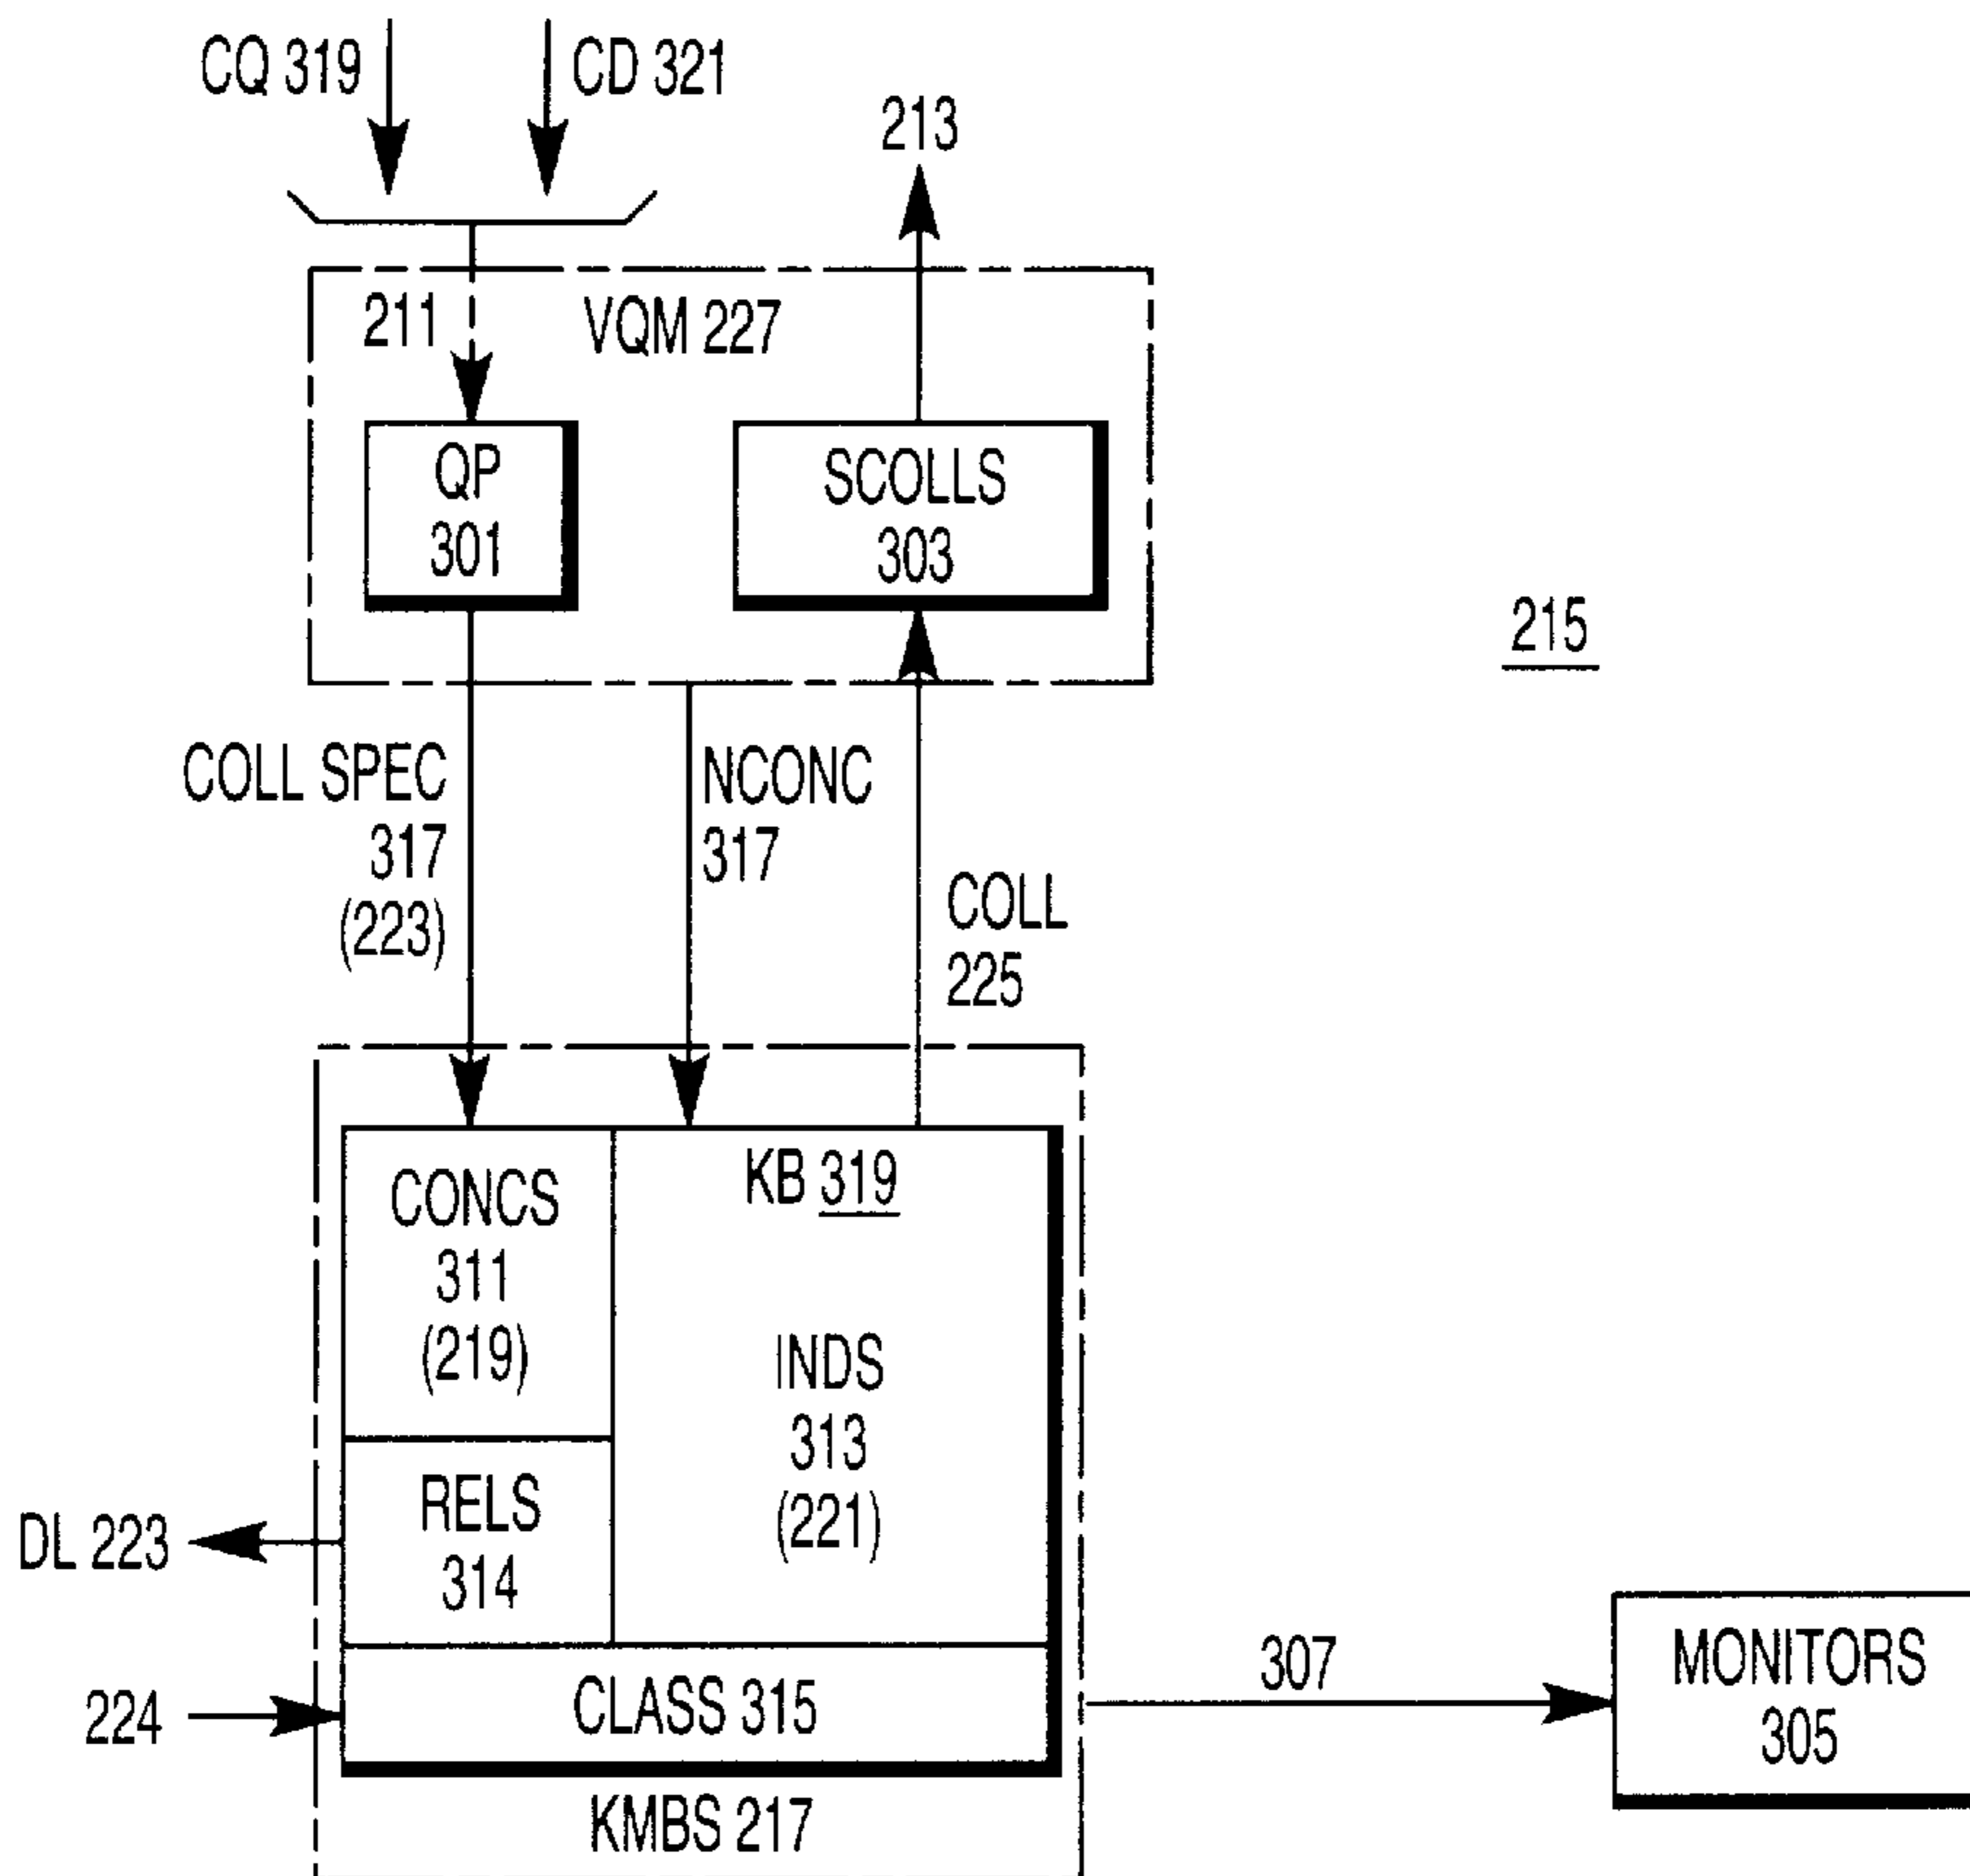 CQ 319
CD 321
213
211
VQM 227
QP
301
SCOLLS
303
215
COLL SPEC
317
(223)
NCONC
317
COLL
225
CONCS
311
(219)
KB 319
INDS
313
(221)
RELS
314
DL 223
224
CLASS 315
307
MONITORS
305
KMBS 217